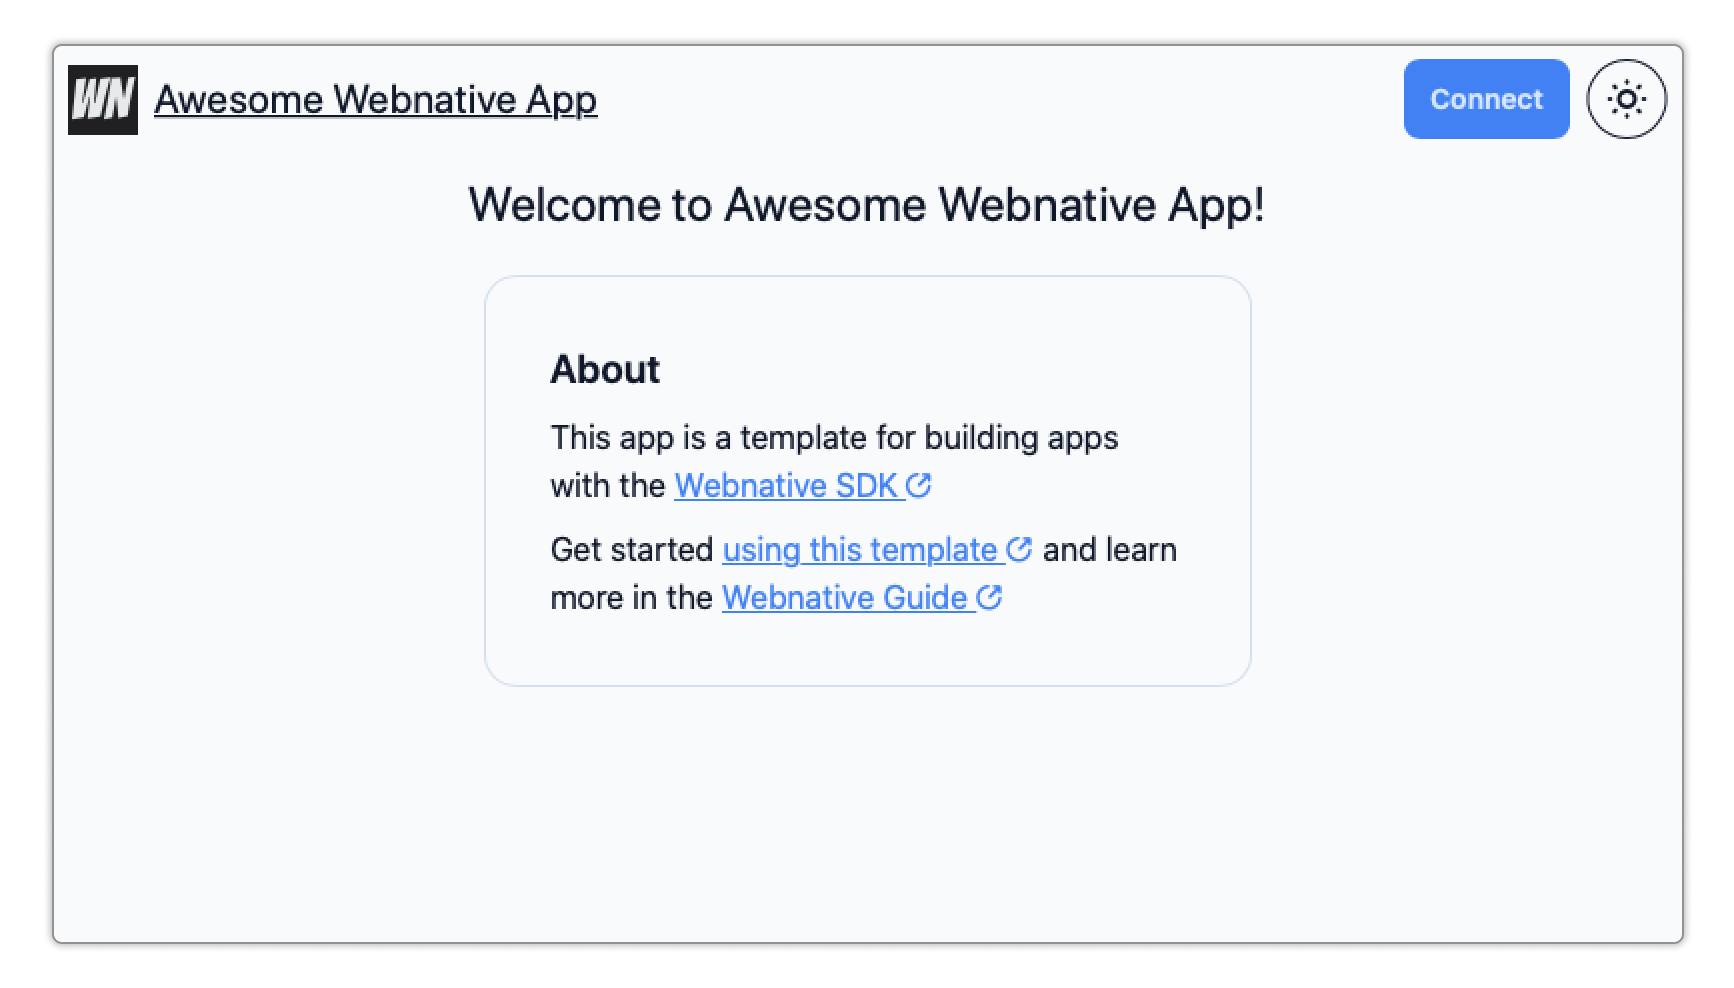 WN
Awesome Webnative App
Connect
Welcome to Awesome Webnative App!
About
This app is a template for building apps
with the Webnative SDK
Get started using this template and learn
more in the Webnative Guide